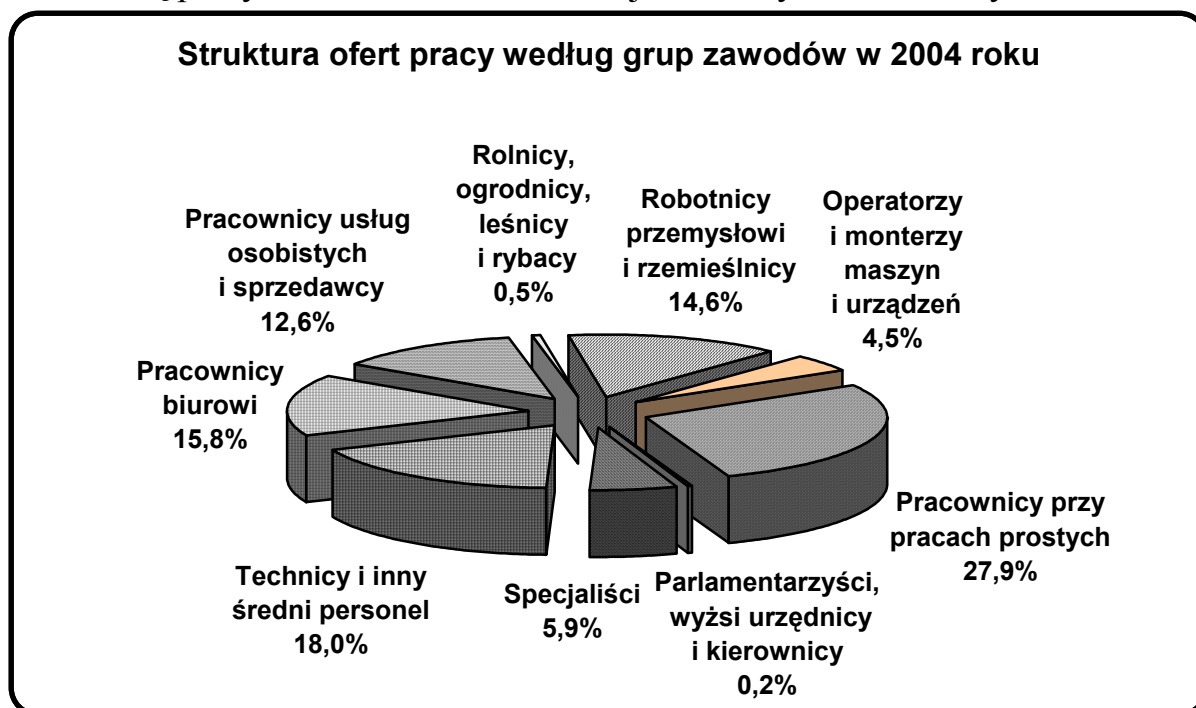 Struktura ofert pracy według grup zawodów w 2004 roku
Rolnicy,
ogrodnicy,
leśnicy
i rybacy
0,5%
Robotnicy
przemysłowi
i rzemieślnicy
14,6%
Operatorzy
i monterzy
maszyn
i urządzeń
4,5%
Pracownicy usług
osobistych
i sprzedawcy
12,6%
Pracownicy
biurowi
15,8%
Pracownicy przy
pracach prostych
27,9%
Technicy i inny
średni personel
18,0%
Specjaliści
5,9%
Parlamentarzyści,
wyżsi urzędnicy
i kierownicy
0,2%